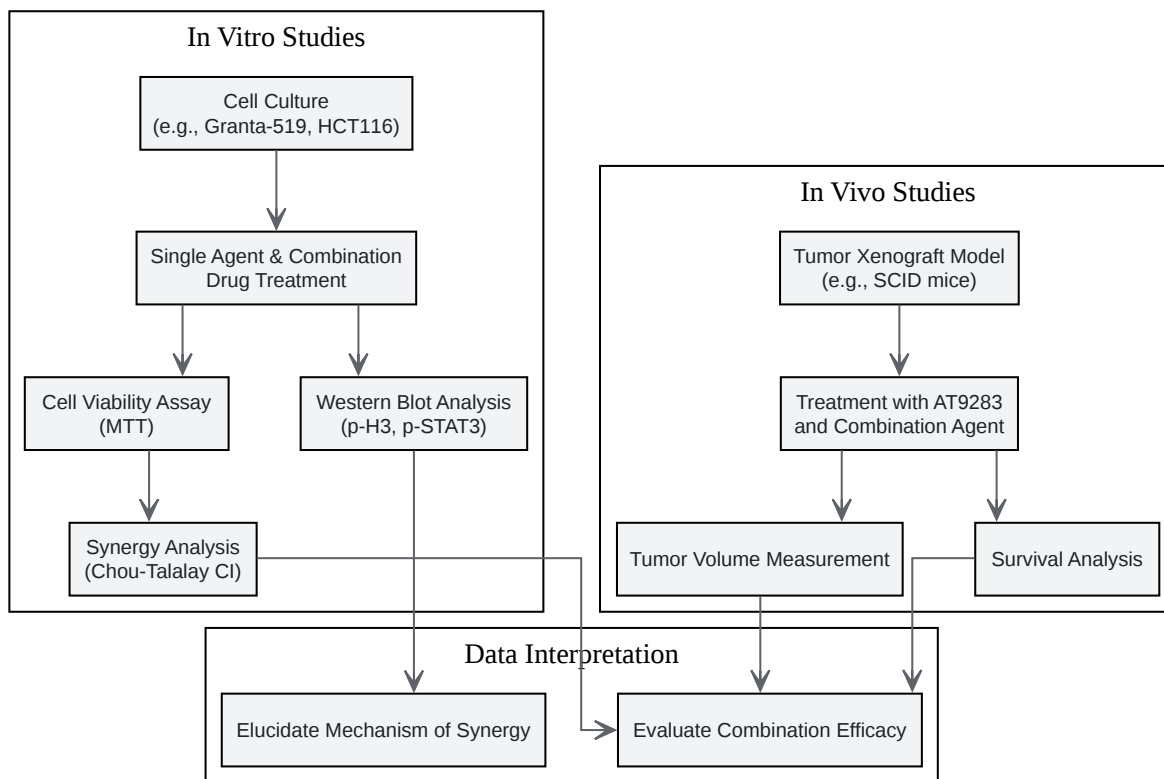 In Vitro Studies
Cell Culture
(e.g., Granta-519, HCT116)
Single Agent & Combination
Drug Treatment
Cell Viability Assay
(MTT)
Western Blot Analysis
(p-H3, p-STAT3)
Synergy Analysis
(Chou-Talalay CI)
In Vivo Studies
Tumor Xenograft Model
(e.g., SCID mice)
Treatment with AT9283
and Combination Agent
Tumor Volume Measurement
Survival Analysis
Data Interpretation
Elucidate Mechanism of Synergy
Evaluate Combination Efficacy